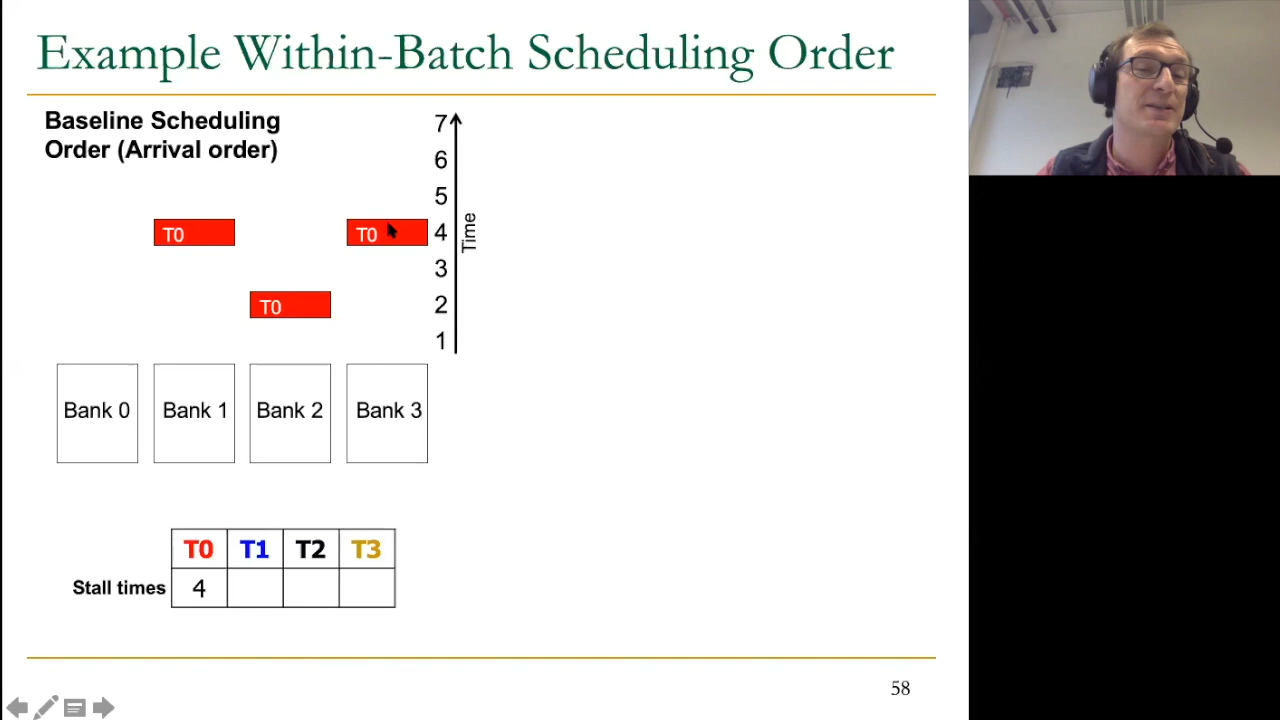 Example Within-Batch Scheduling Order
Baseline Scheduling
Order (Arrival order)
7
6
5
T0 T0 4
Time
3
T0 2
1
Bank 0 Bank 1 Bank 2 Bank 3
T0 T1 T2 T3
Stall times 4
58